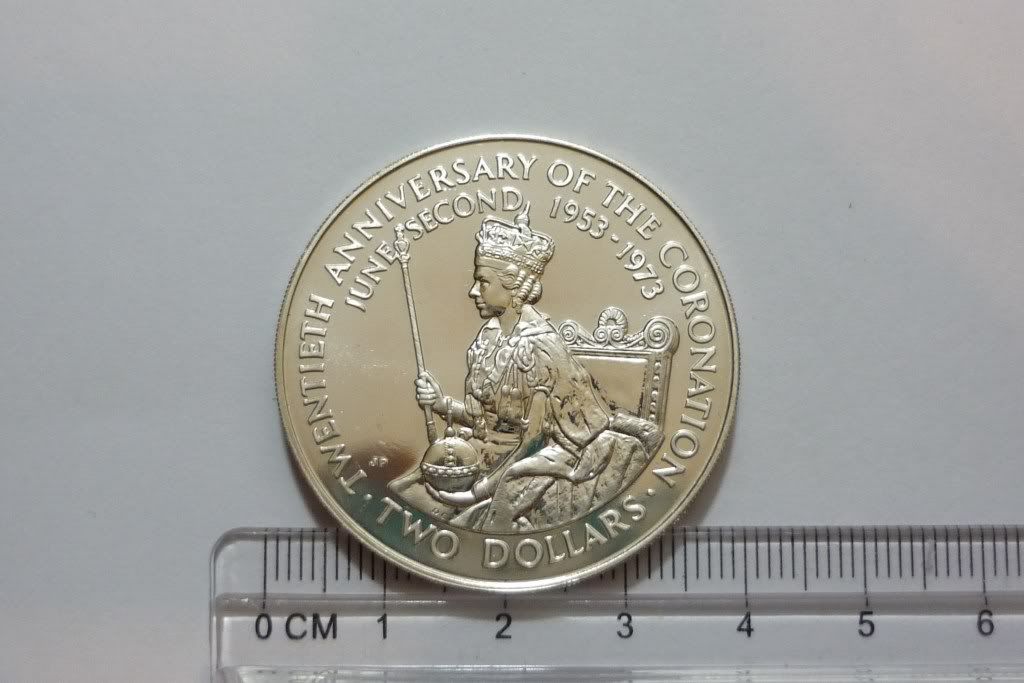 TWENTIETH ANNIVERSARY OF THE CORONATION
JUNE SECOND 1953 - 1973
JP
· TWO DOLLARS ·
0 CM 1 2 3 4 5 6